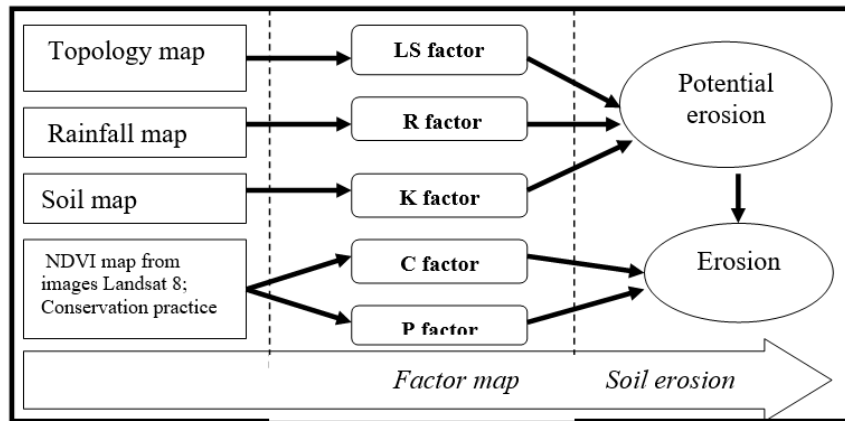 Topology map
LS factor
Potential
erosion
Rainfall map
R factor
Soil map
K factor
NDVI map from
images Landsat 8;
Conservation practice
C factor
P factor
Erosion
Factor map
Soil erosion